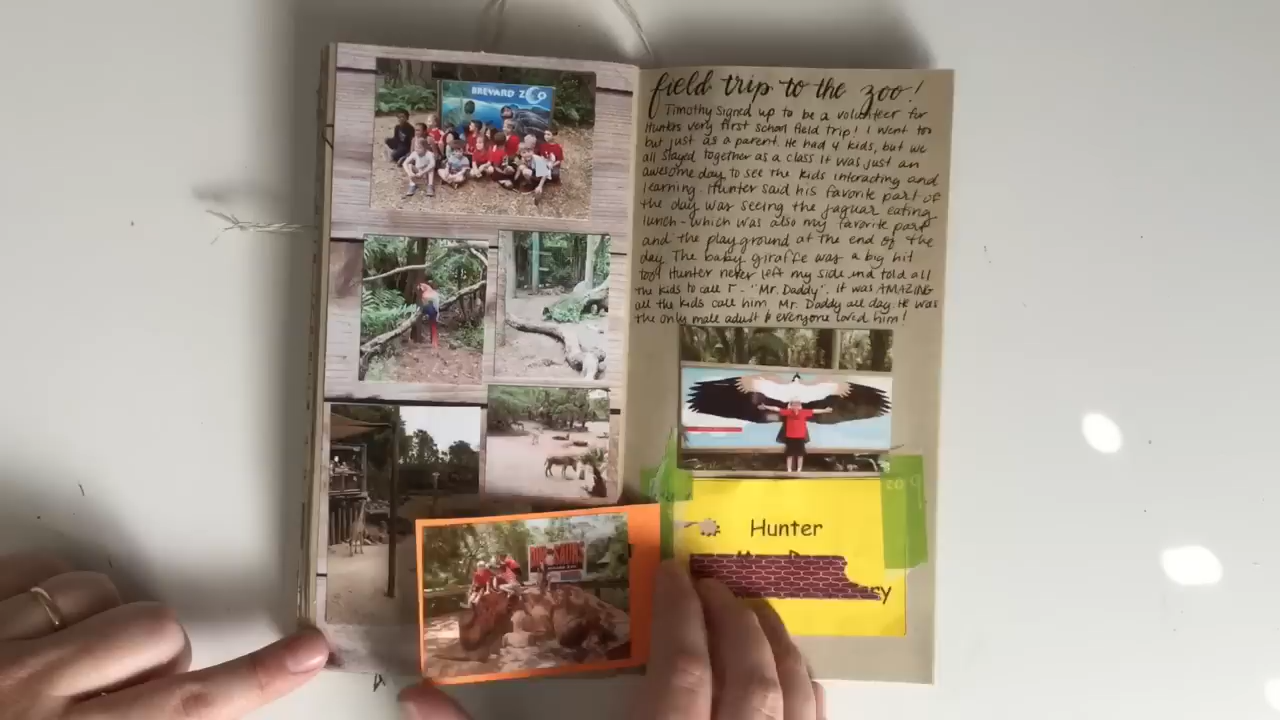 BREVARD ZOO
field trip to the zoo!
Timothy signed up to be a volunteer for
Hunters very first school field trip! I went too
but just as a parent. He had 4 kids, but we
all stayed together as a class it was just an
awesome day to see the kids interacting and
learning. Hunter said his favorite part of
the day was seeing the jaguar eating
lunch - which was also my favorite part
and the playground at the end of the
day. The baby giraffe was a big hit
too! Hunter never left my side and told all
the kids to call T - "Mr. Daddy". it was AMAZING
all the kids call him Mr. Daddy all day. He was
the only male adult & everyone loved him!
Hunter
ry